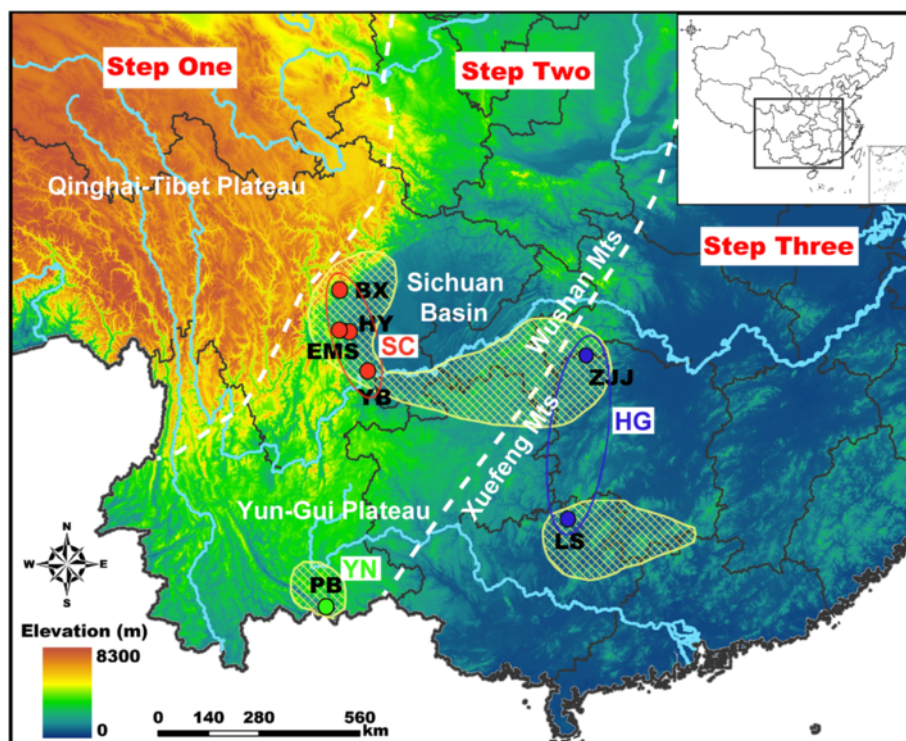 Step One
Step Two
Step Three
Qinghai-Tibet Plateau
Sichuan
Basin
Wushan Mts
Xuefeng Mts
BX
HY
EMS
SC
YB
ZJJ
HG
LS
Yun-Gui Plateau
YN
PB
N
W
E
S
Elevation (m)
8300
0
0 140 280 560
km